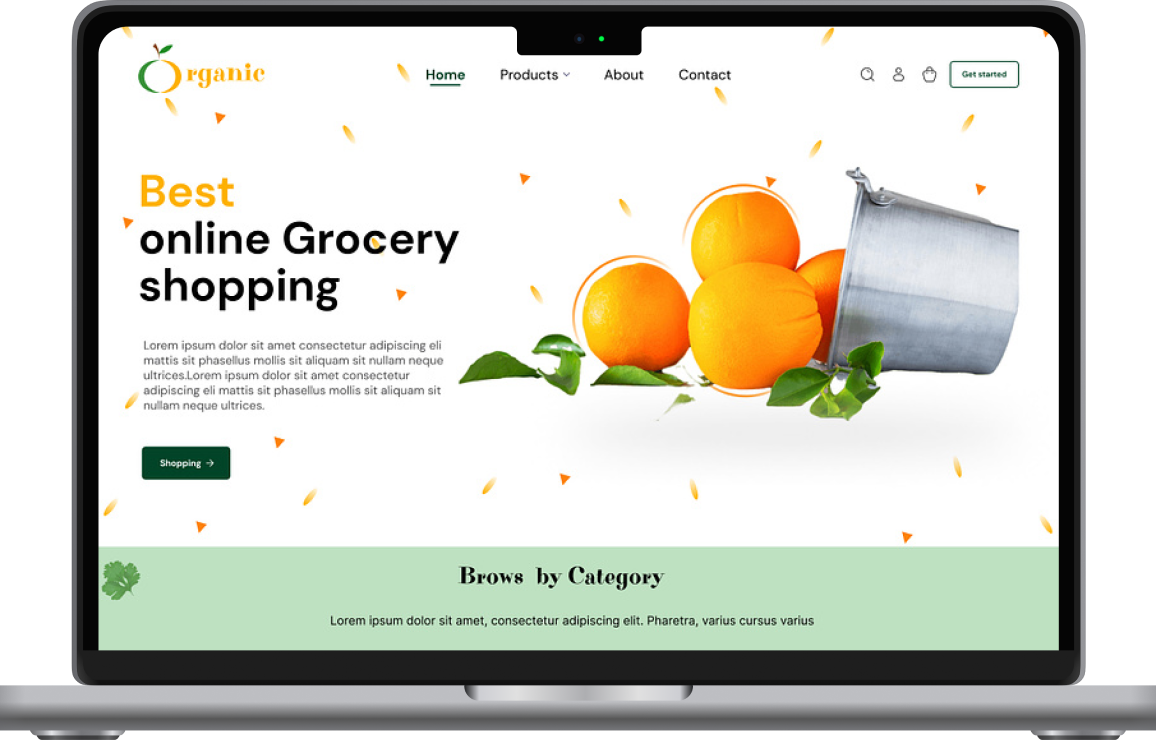 Organic
Home Products About Contact Get started
Best
online Grocery
shopping
Lorem ipsum dolor sit amet consectetur adipiscing eli
mattis sit phasellus mollis sit aliquam sit nullam neque
ultrices.Lorem ipsum dolor sit amet consectetur
adipiscing eli mattis sit phasellus mollis sit aliquam sit
nullam neque ultrices.
Shopping →
Brows by Category
Lorem ipsum dolor sit amet, consectetur adipiscing elit. Pharetra, varius cursus varius